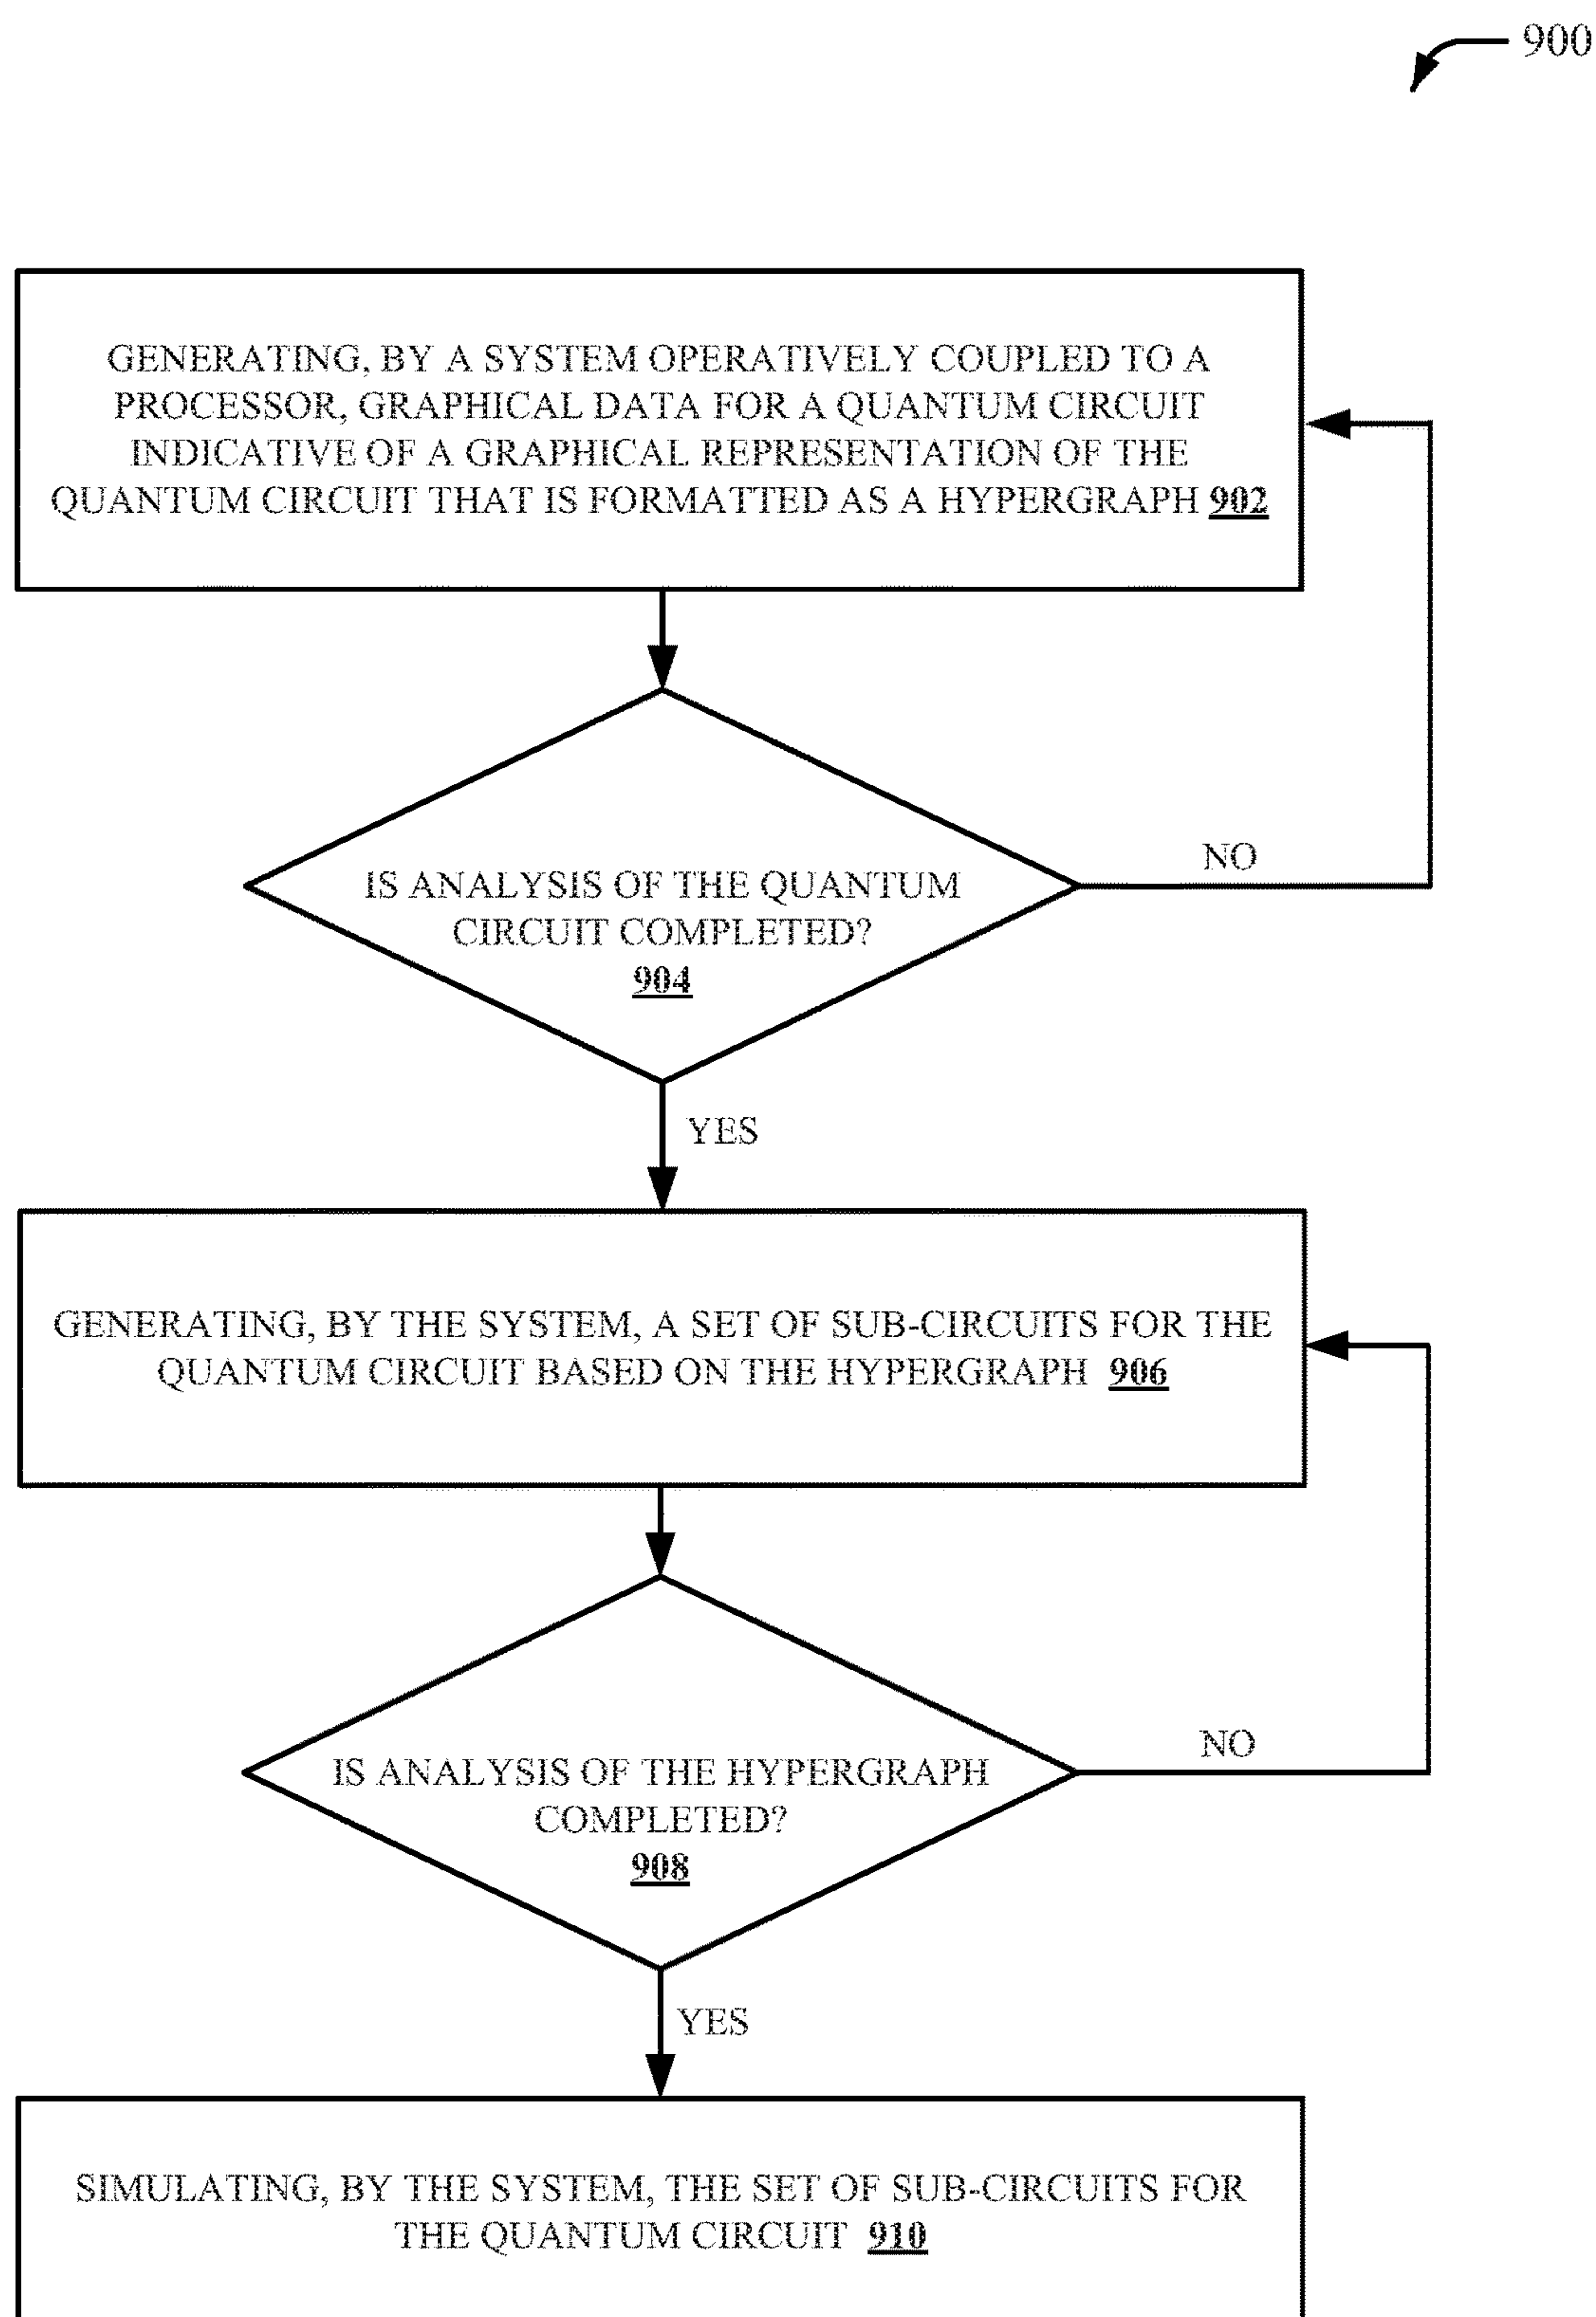 900
GENERATING, BY A SYSTEM OPERATIVELY COUPLED TO A
PROCESSOR, GRAPHICAL DATA FOR A QUANTUM CIRCUIT
INDICATIVE OF A GRAPHICAL REPRESENTATION OF THE
QUANTUM CIRCUIT THAT IS FORMATTED AS A HYPERGRAPH 902
NO
IS ANALYSIS OF THE QUANTUM
CIRCUIT COMPLETED?
904
YES
GENERATING, BY THE SYSTEM, A SET OF SUB-CIRCUITS FOR THE
QUANTUM CIRCUIT BASED ON THE HYPERGRAPH 906
NO
IS ANALYSIS OF THE HYPERGRAPH
COMPLETED?
908
YES
SIMULATING, BY THE SYSTEM, THE SET OF SUB-CIRCUITS FOR
THE QUANTUM CIRCUIT 910